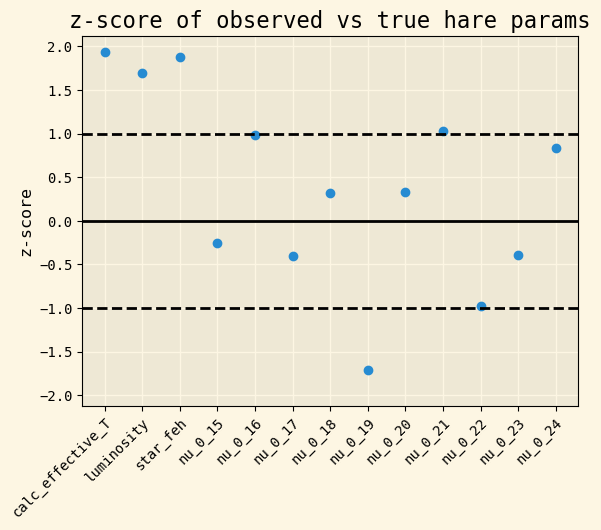 z-score of observed vs true hare params
z-score
2.0
1.5
1.0
0.5
0.0
−0.5
−1.0
−1.5
−2.0
calc_effective_T
luminosity
star_feh
nu_0_15
nu_0_16
nu_0_17
nu_0_18
nu_0_19
nu_0_20
nu_0_21
nu_0_22
nu_0_23
nu_0_24